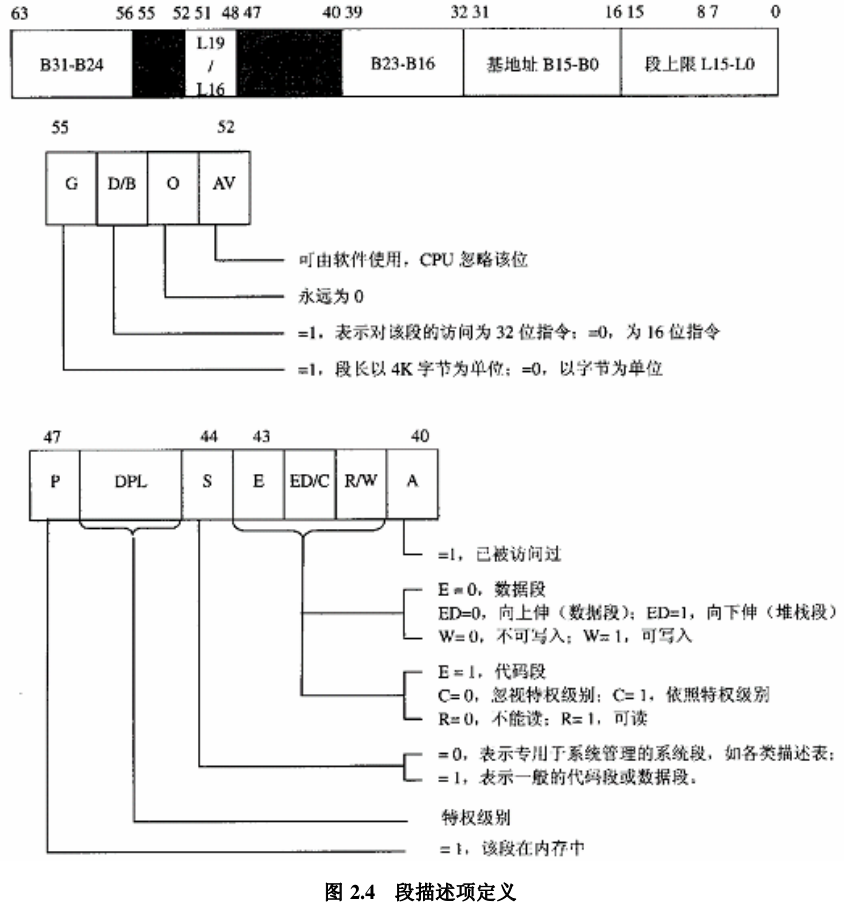 63 56 55 52 51 48 47 40 39 32 31 16 15 8 7 0
B31-B24 L19 / L16 B23-B16 基地址 B15-B0 段上限 L15-L0
55 52
G D/B O AV
可由软件使用，CPU 忽略该位
永远为 0
=1，表示对该段的访问为 32 位指令；=0，为 16 位指令
=1，段长以 4K 字节为单位；=0，以字节为单位
47 44 43 40
P DPL S E ED/C R/W A
=1，已被访问过
E = 0，数据段
ED=0，向上伸（数据段）；ED=1，向下伸（堆栈段）
W= 0，不可写入；W= 1，可写入
E = 1，代码段
C= 0，忽视特权级别；C= 1，依照特权级别
R= 0，不能读；R= 1，可读
= 0，表示专用于系统管理的系统段，如各类描述表；
= 1，表示一般的代码段或数据段。
特权级别
= 1，该段在内存中
图 2.4 段描述项定义